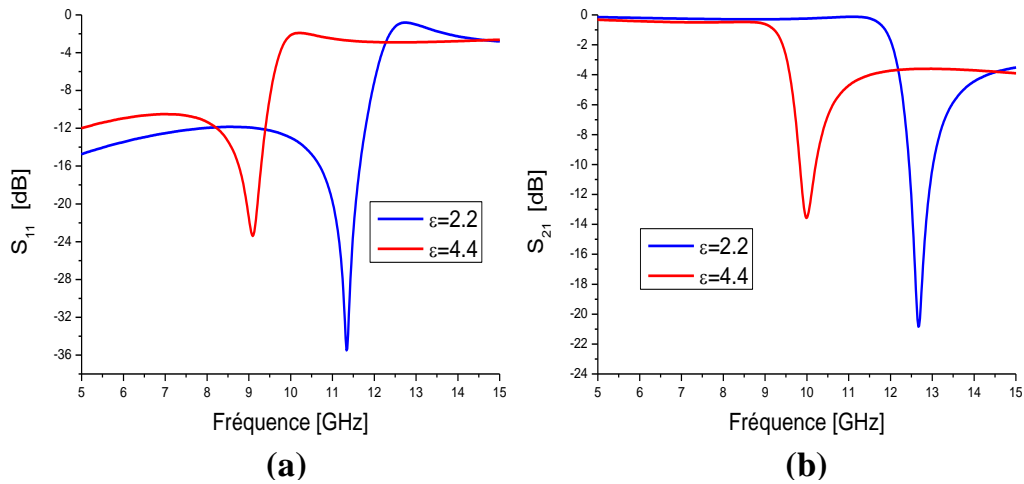 0
-4
-8
-12
-16
-20
-24
-28
-32
-36
S11 [dB]
ε=2.2
ε=4.4
5 6 7 8 9 10 11 12 13 14 15
Fréquence [GHz]
(a)
0
-2
-4
-6
-8
-10
-12
-14
-16
-18
-20
-22
-24
S21 [dB]
ε=2.2
ε=4.4
5 6 7 8 9 10 11 12 13 14 15
Fréquence [GHz]
(b)